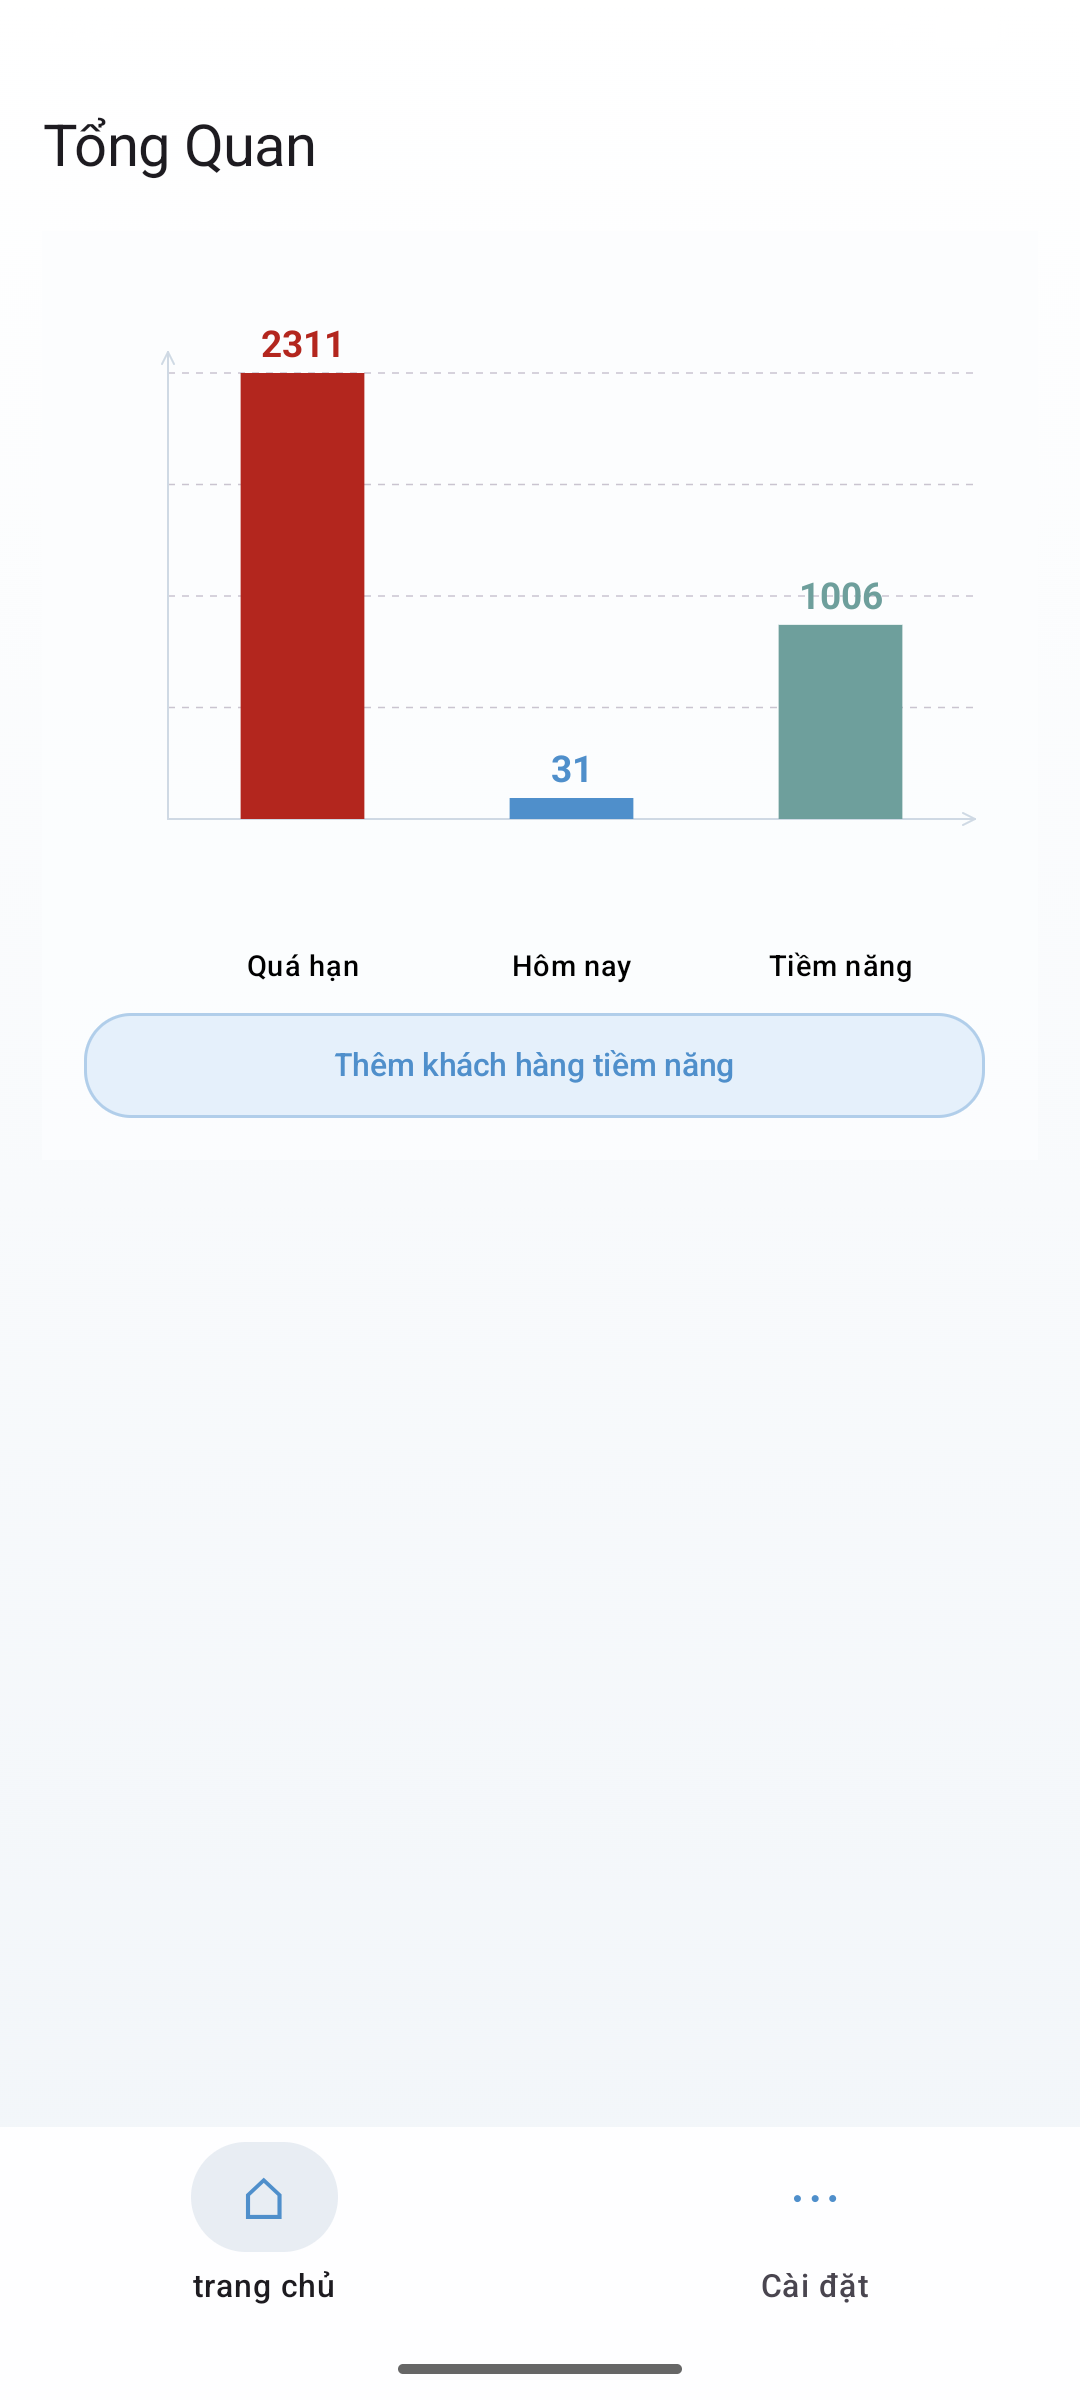 Tổng Quan
2311
1006
31
Quá hạn
Hôm nay
Tiềm năng
Thêm khách hàng tiềm năng
trang chủ
Cài đặt